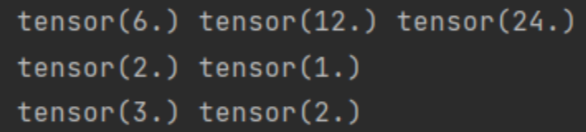 tensor(6.) tensor(12.) tensor(24.)
tensor(2.) tensor(1.)
tensor(3.) tensor(2.)